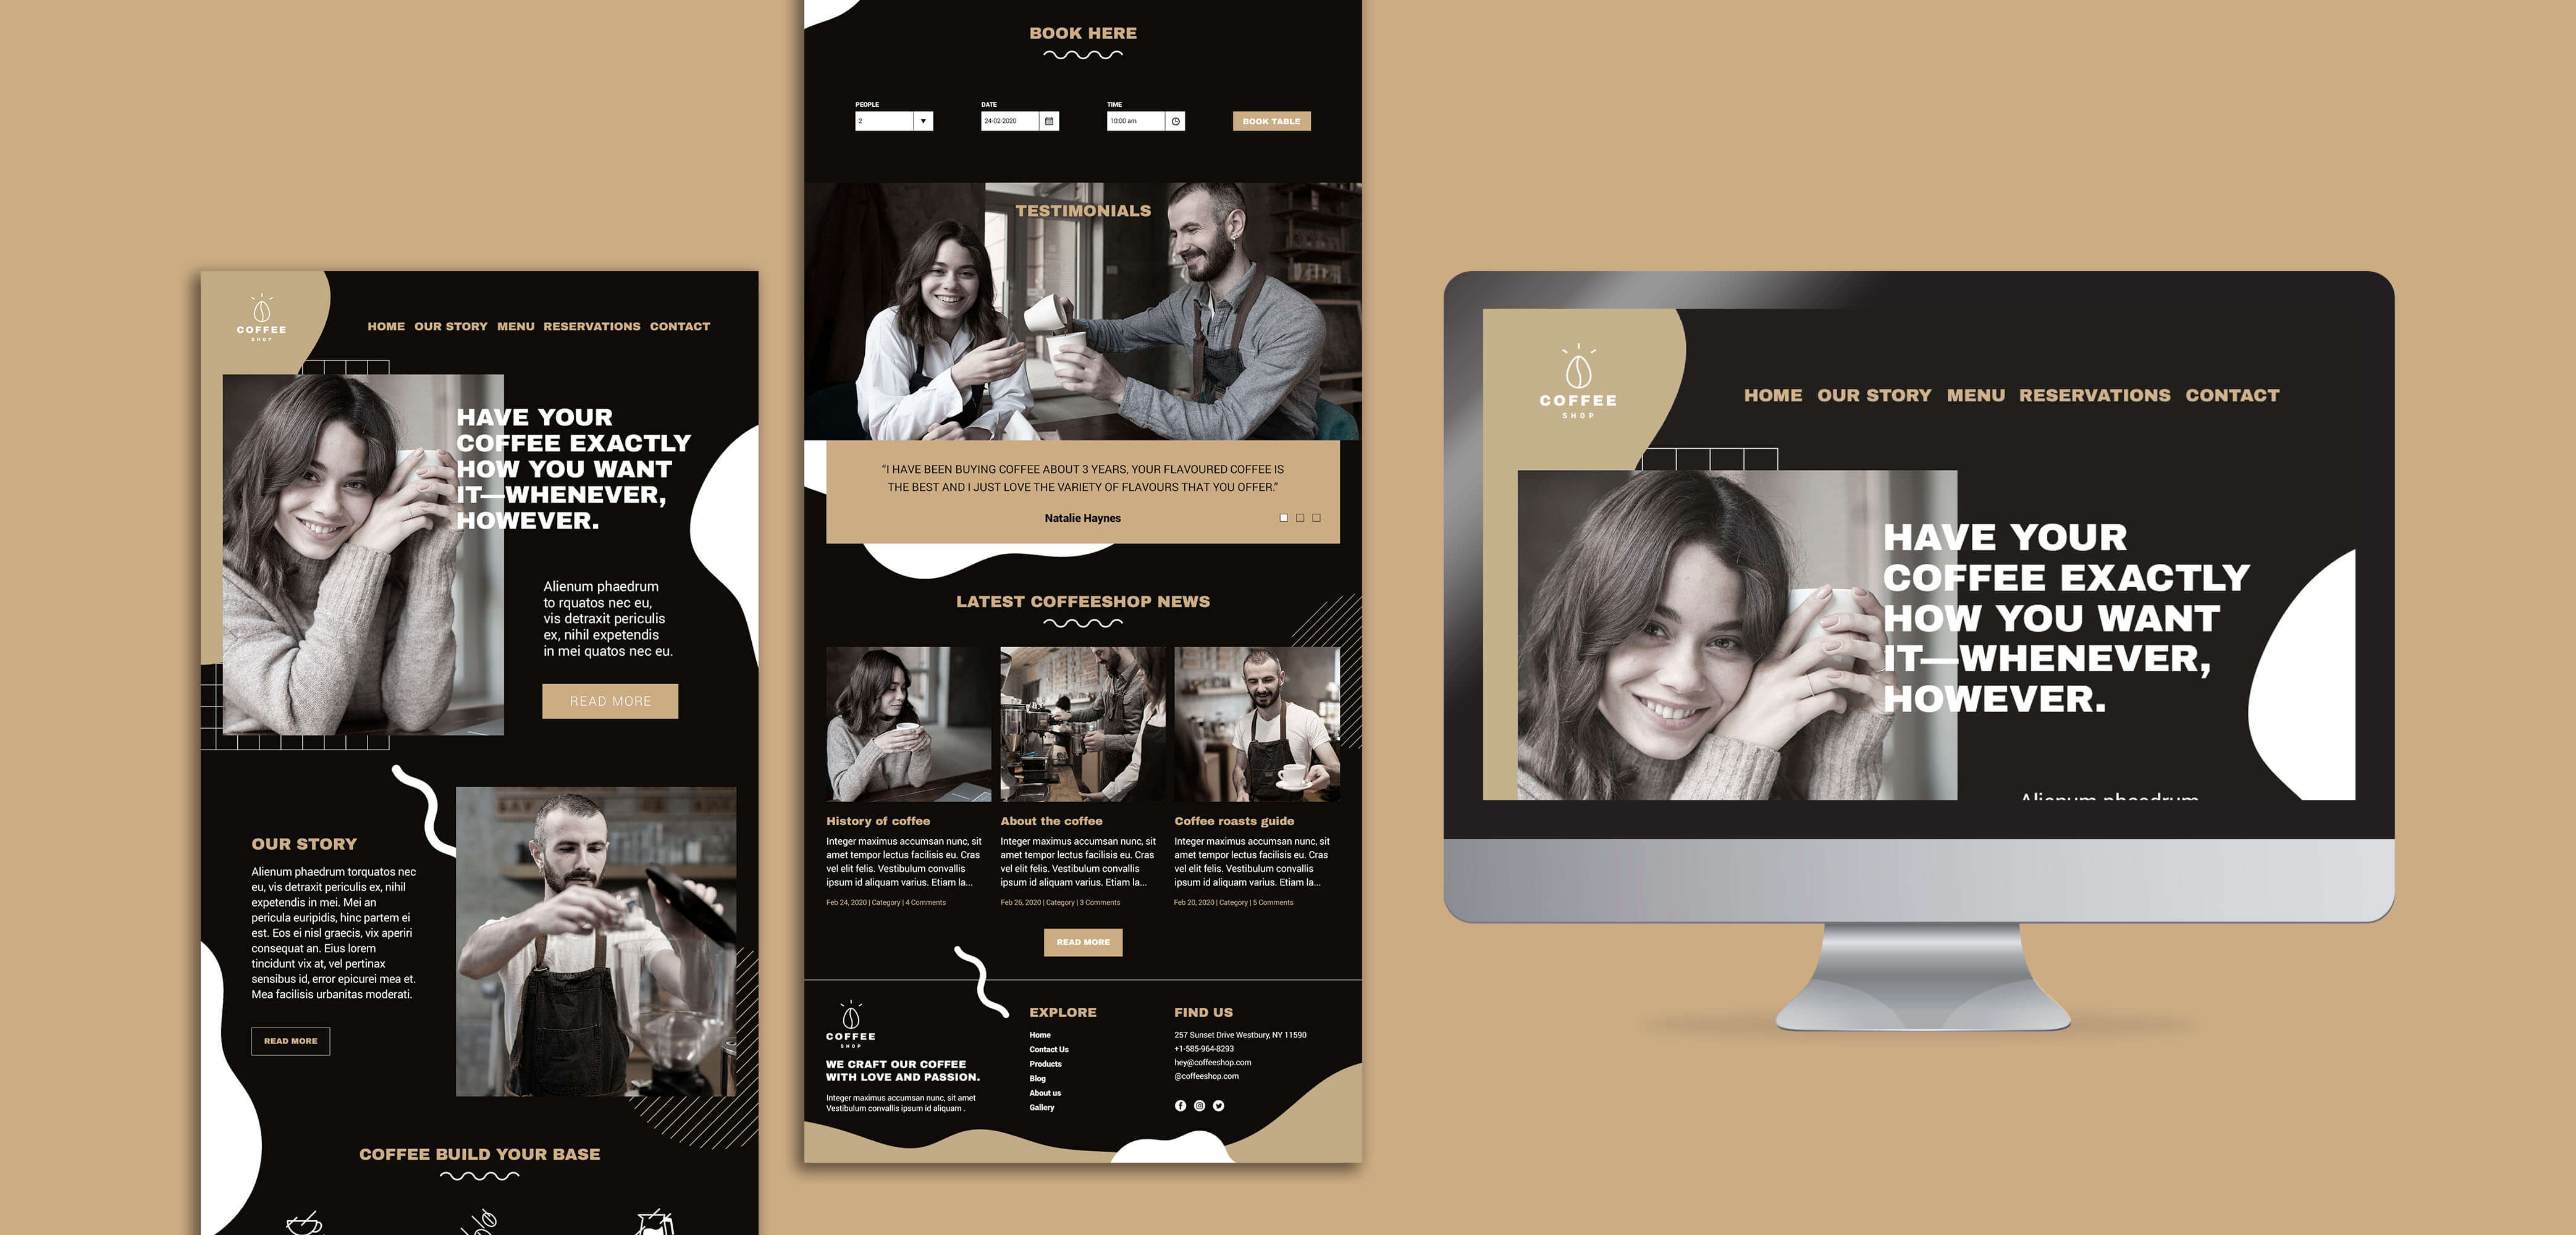 COFFEE
SHOP
HOME OUR STORY MENU RESERVATIONS CONTACT
HAVE YOUR
COFFEE EXACTLY
HOW YOU WANT
IT—WHENEVER,
HOWEVER.
Alienum phaedrum
to rquatos nec eu,
vis detraxit periculis
ex, nihil expetendis
in mei quatos nec eu.
READ MORE
OUR STORY
Alienum phaedrum torquatos nec
eu, vis detraxit periculis ex, nihil
expetendis in mei. Mei an
pericula euripidis, hinc partem ei
est. Eos ei nisl graecis, vix aperiri
consequat an. Eius lorem
tincidunt vix at, vel pertinax
sensibus id, error epicurei mea et.
Mea facilisis urbanitas moderati.
READ MORE
COFFEE BUILD YOUR BASE
BOOK HERE
PEOPLE DATE TIME
2 24-02-2020 10:00 am BOOK TABLE
TESTIMONIALS
“I HAVE BEEN BUYING COFFEE ABOUT 3 YEARS, YOUR FLAVOURED COFFEE IS
THE BEST AND I JUST LOVE THE VARIETY OF FLAVOURS THAT YOU OFFER.”
Natalie Haynes
LATEST COFFEESHOP NEWS
History of coffee
Integer maximus accumsan nunc, sit
amet tempor lectus facilisis eu. Cras
vel elit felis. Vestibulum convallis
ipsum id aliquam varius. Etiam la...
Feb 24, 2020 | Category | 4 Comments
About the coffee
Integer maximus accumsan nunc, sit
amet tempor lectus facilisis eu. Cras
vel elit felis. Vestibulum convallis
ipsum id aliquam varius. Etiam la...
Feb 26, 2020 | Category | 3 Comments
Coffee roasts guide
Integer maximus accumsan nunc, sit
amet tempor lectus facilisis eu. Cras
vel elit felis. Vestibulum convallis
ipsum id aliquam varius. Etiam la...
Feb 20, 2020 | Category | 5 Comments
READ MORE
COFFEE
SHOP
WE CRAFT OUR COFFEE
WITH LOVE AND PASSION.
Integer maximus accumsan nunc, sit amet
Vestibulum convallis ipsum id aliquam .
EXPLORE
Home
Contact Us
Products
Blog
About us
Gallery
FIND US
257 Sunset Drive Westbury, NY 11590
+1-585-964-8293
hey@coffeeshop.com
@coffeeshop.com
COFFEE
SHOP
HOME OUR STORY MENU RESERVATIONS CONTACT
HAVE YOUR
COFFEE EXACTLY
HOW YOU WANT
IT—WHENEVER,
HOWEVER.
Alienum phaedrum